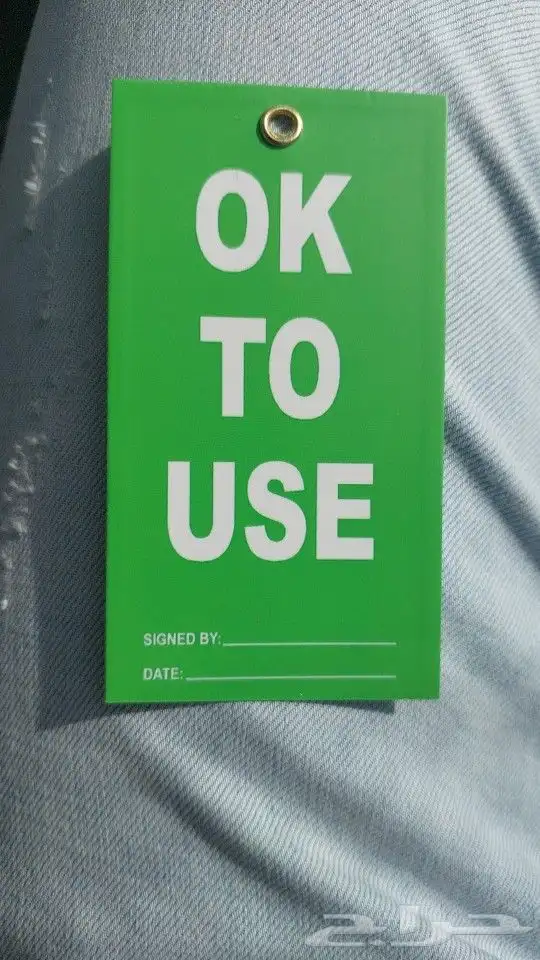 OK
TO
USE
SIGNED BY:
DATE:
حراج